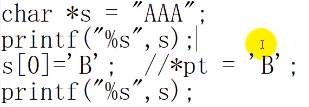 char *s = "AAA";
printf("%s",s);
s[0]='B'; //*pt = 'B';
printf("%s",s);